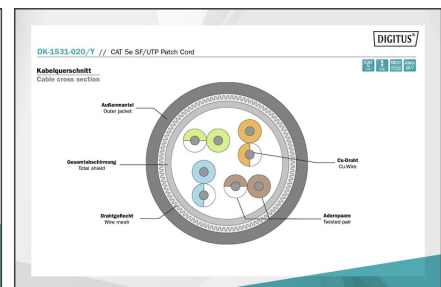 DIGITUS®
DK-1531-020/Y // CAT 5e SF/UTP Patch Cord
Kabelquerschnitt
Cable cross section
Außenmantel
Outer jacket
Gesamtabschirmung
Total shield
Drahtgeflecht
Wire mesh
Cu-Draht
Cu-Wire
Adernpaare
Twisted pair